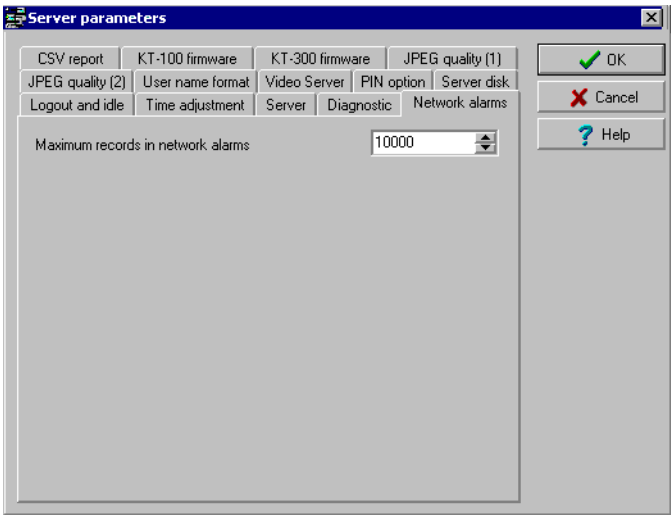 Server parameters
CSV report KT-100 firmware KT-300 firmware JPEG quality (1)
JPEG quality (2) User name format Video Server PIN option Server disk
Logout and idle Time adjustment Server Diagnostic Network alarms
Maximum records in network alarms 10000
OK
Cancel
Help